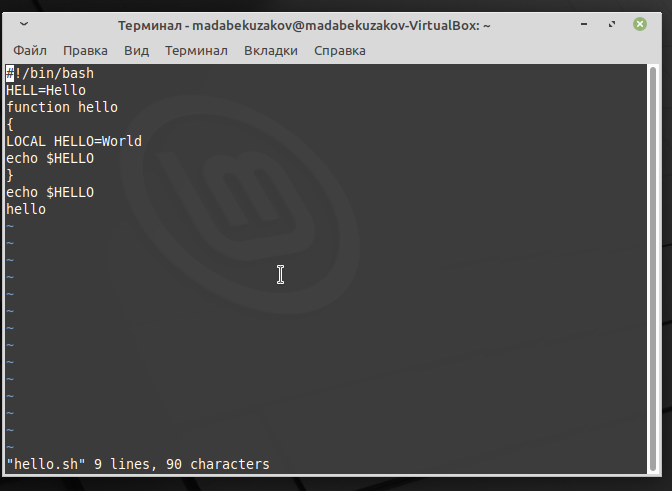 Терминал - madabekuzakov@madabekuzakov-VirtualBox: ~
Файл Правка Вид Терминал Вкладки Справка
#!/bin/bash
HELL=Hello
function hello
{
LOCAL HELLO=World
echo $HELLO
}
echo $HELLO
hello
~
~
~
~
~
~
~
~
~
~
~
~
~
~
"hello.sh" 9 lines, 90 characters